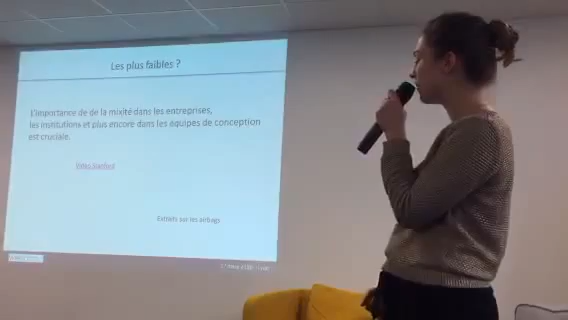 Les plus faibles ?
L'importance de de la mixité dans les entreprises,
les institutions et plus encore dans les équipes de conception
est cruciale.
Vidéo Stanford
Extraits sur les airbags